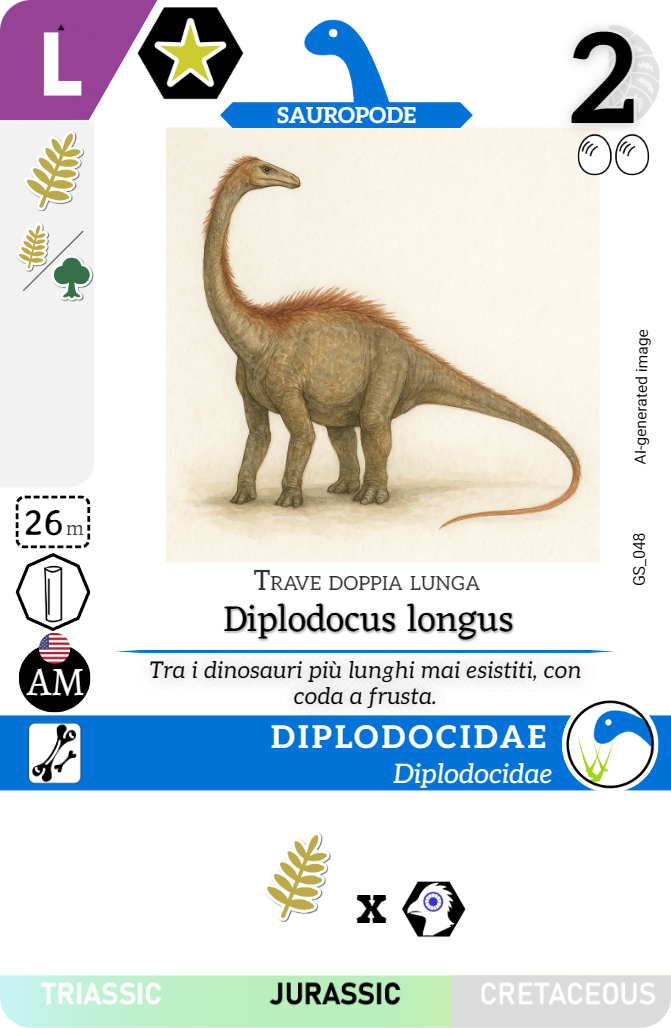 L
2
SAUROPODE
AI-generated image
GS_048
26 m
AM
TRAVE DOPPIA LUNGA
Diplodocus longus
Tra i dinosauri più lunghi mai esistiti, con
coda a frusta.
DIPLODOCIDAE
Diplodocidae
x
TRIASSIC
JURASSIC
CRETACEOUS